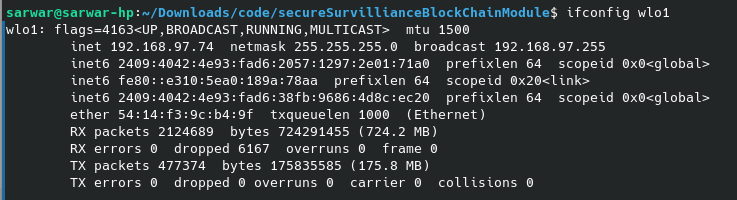 sarwar@sarwar-hp:~/Downloads/code/secureSurvillianceBlockChainModule$ ifconfig wlo1
wlo1: flags=4163<UP,BROADCAST,RUNNING,MULTICAST>  mtu 1500
        inet 192.168.97.74  netmask 255.255.255.0  broadcast 192.168.97.255
        inet6 2409:4042:4e93:fad6:2057:1297:2e01:71a0  prefixlen 64  scopeid 0x0<global>
        inet6 fe80::e310:5ea0:189a:78aa  prefixlen 64  scopeid 0x20<link>
        inet6 2409:4042:4e93:fad6:38fb:9686:4d8c:ec20  prefixlen 64  scopeid 0x0<global>
        ether 54:14:f3:9c:b4:9f  txqueuelen 1000  (Ethernet)
        RX packets 2124689  bytes 724291455 (724.2 MB)
        RX errors 0  dropped 6167  overruns 0  frame 0
        TX packets 477374  bytes 175835585 (175.8 MB)
        TX errors 0  dropped 0 overruns 0  carrier 0  collisions 0